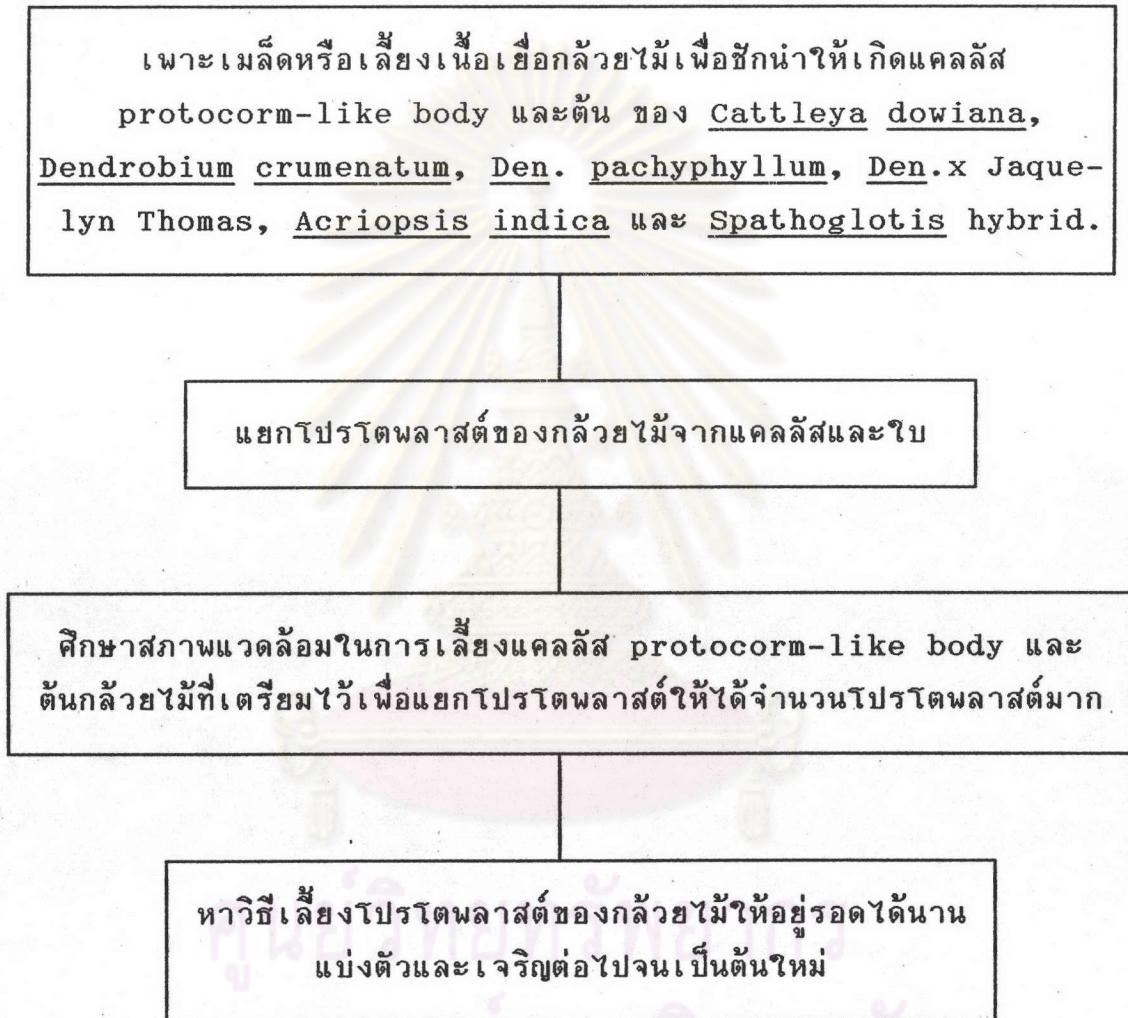 เพาะเมล็ดหรือเลี้ยงเนื้อเยื่อกล้วยไม้เพื่อชักนำให้เกิดแคลลัส
protocorm-like body และต้น ของ Cattleya dowiana,
Dendrobium crumenatum, Den. pachyphyllum, Den.x Jaque-
lyn Thomas, Acriopsis indica และ Spathoglotis hybrid.
แยกโปรโตพลาสต์ของกล้วยไม้จากแคลลัสและใบ
ศึกษาสภาพแวดล้อมในการเลี้ยงแคลลัส protocorm-like body และ
ต้นกล้วยไม้ที่เตรียมไว้เพื่อแยกโปรโตพลาสต์ให้ได้จำนวนโปรโตพลาสต์มาก
หาวิธีเลี้ยงโปรโตพลาสต์ของกล้วยไม้ให้อยู่รอดได้นาน
แบ่งตัวและเจริญต่อไปจนเป็นต้นใหม่
ศูนย์วิทยทรัพยากร